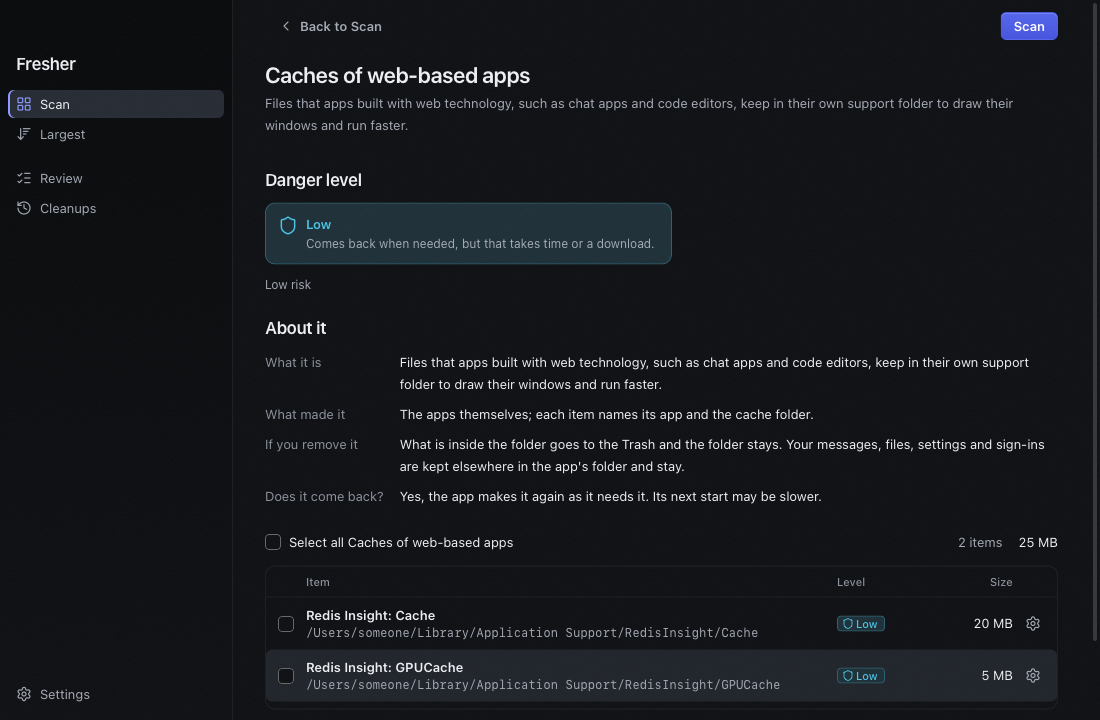 Back to Scan
Scan
Fresher
Scan
Largest
Review
Cleanups
Settings
Caches of web-based apps
Files that apps built with web technology, such as chat apps and code editors, keep in their own support folder to draw their
windows and run faster.
Danger level
Low
Comes back when needed, but that takes time or a download.
Low risk
About it
What it is
Files that apps built with web technology, such as chat apps and code editors, keep in their own support
folder to draw their windows and run faster.
What made it
The apps themselves; each item names its app and the cache folder.
If you remove it
What is inside the folder goes to the Trash and the folder stays. Your messages, files, settings and sign-ins
are kept elsewhere in the app's folder and stay.
Does it come back?
Yes, the app makes it again as it needs it. Its next start may be slower.
Select all Caches of web-based apps
2 items 25 MB
Item Level Size
Redis Insight: Cache
/Users/someone/Library/Application Support/RedisInsight/Cache
Low
20 MB
Redis Insight: GPUCache
/Users/someone/Library/Application Support/RedisInsight/GPUCache
Low
5 MB